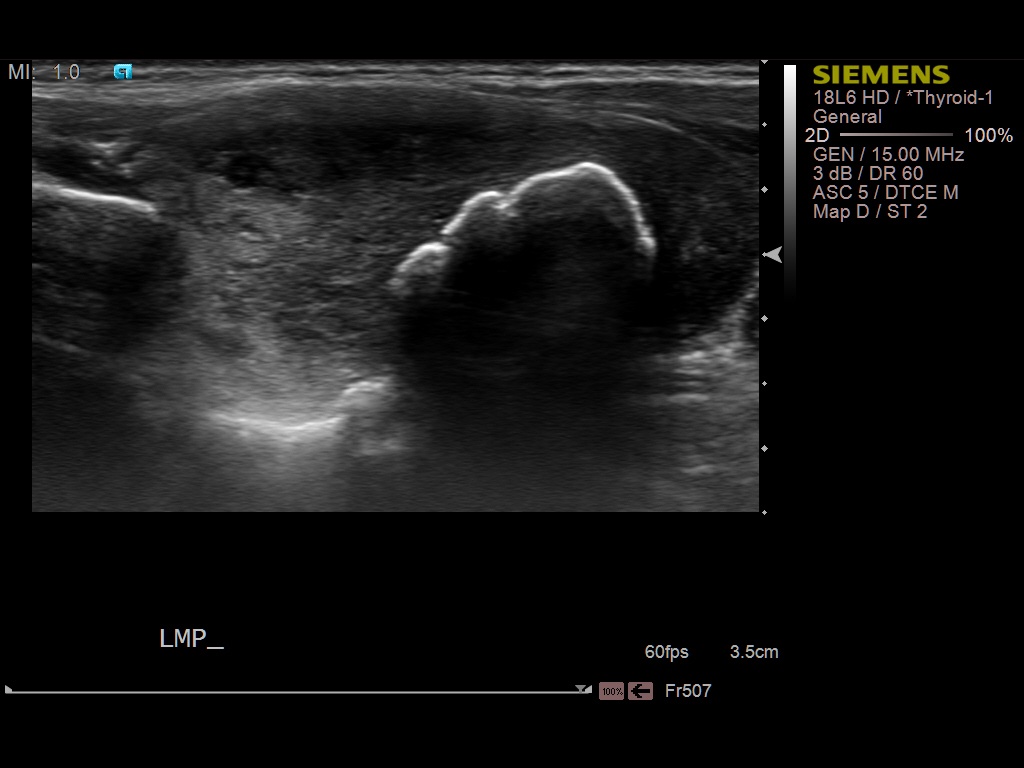 MI: 1.0
SIEMENS
18L6 HD / *Thyroid-1
General
2D 100%
GEN / 15.00 MHz
3 dB / DR 60
ASC 5 / DTCE M
Map D / ST 2
LMP_
60fps 3.5cm
100% Fr507